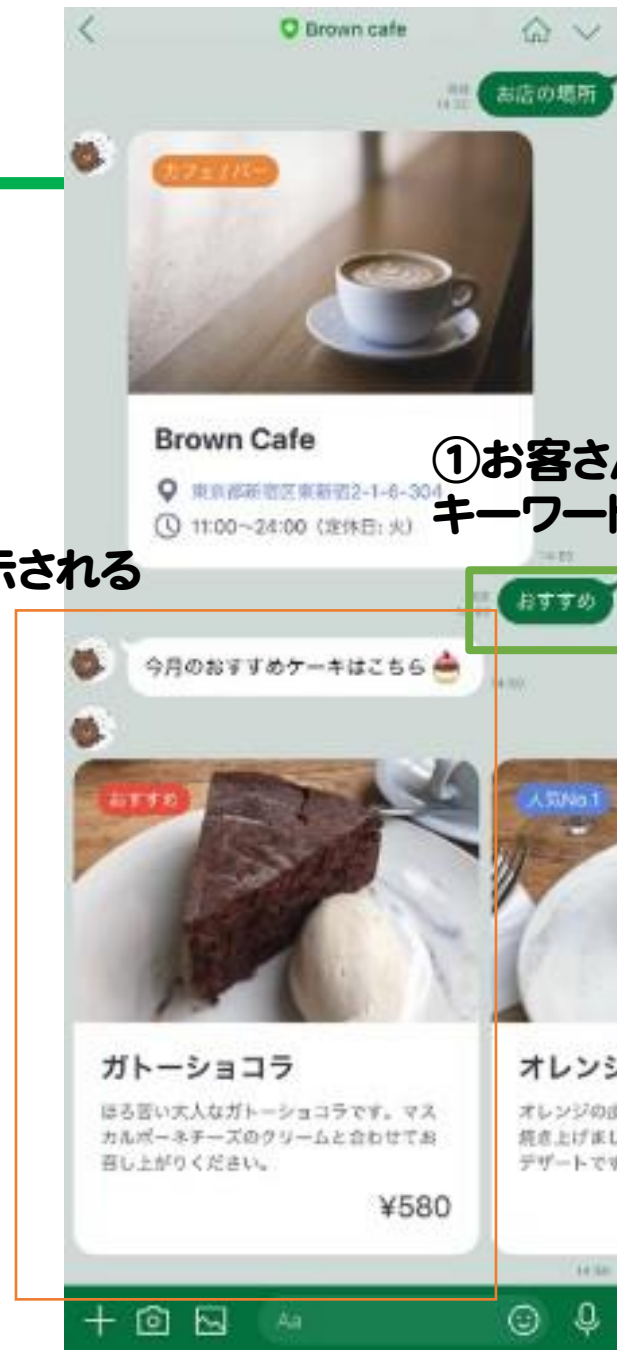 Brown cafe
お店の場所
カフェ / バー
Brown Cafe
①お客さ
東京都新宿区東新宿2-1-6-304
キーワー
11:00〜24:00（定休日: 火）
示される
おすすめ
今月のおすすめケーキはこちら
おすすめ
人気No.1
ガトーショコラ
オレン
ほろ苦い大人なガトーショコラです。マス
カルポーネチーズのクリームと合わせてお
召し上がりください。
オレンジの
焼き上げまし
デザートです
¥580
Aa